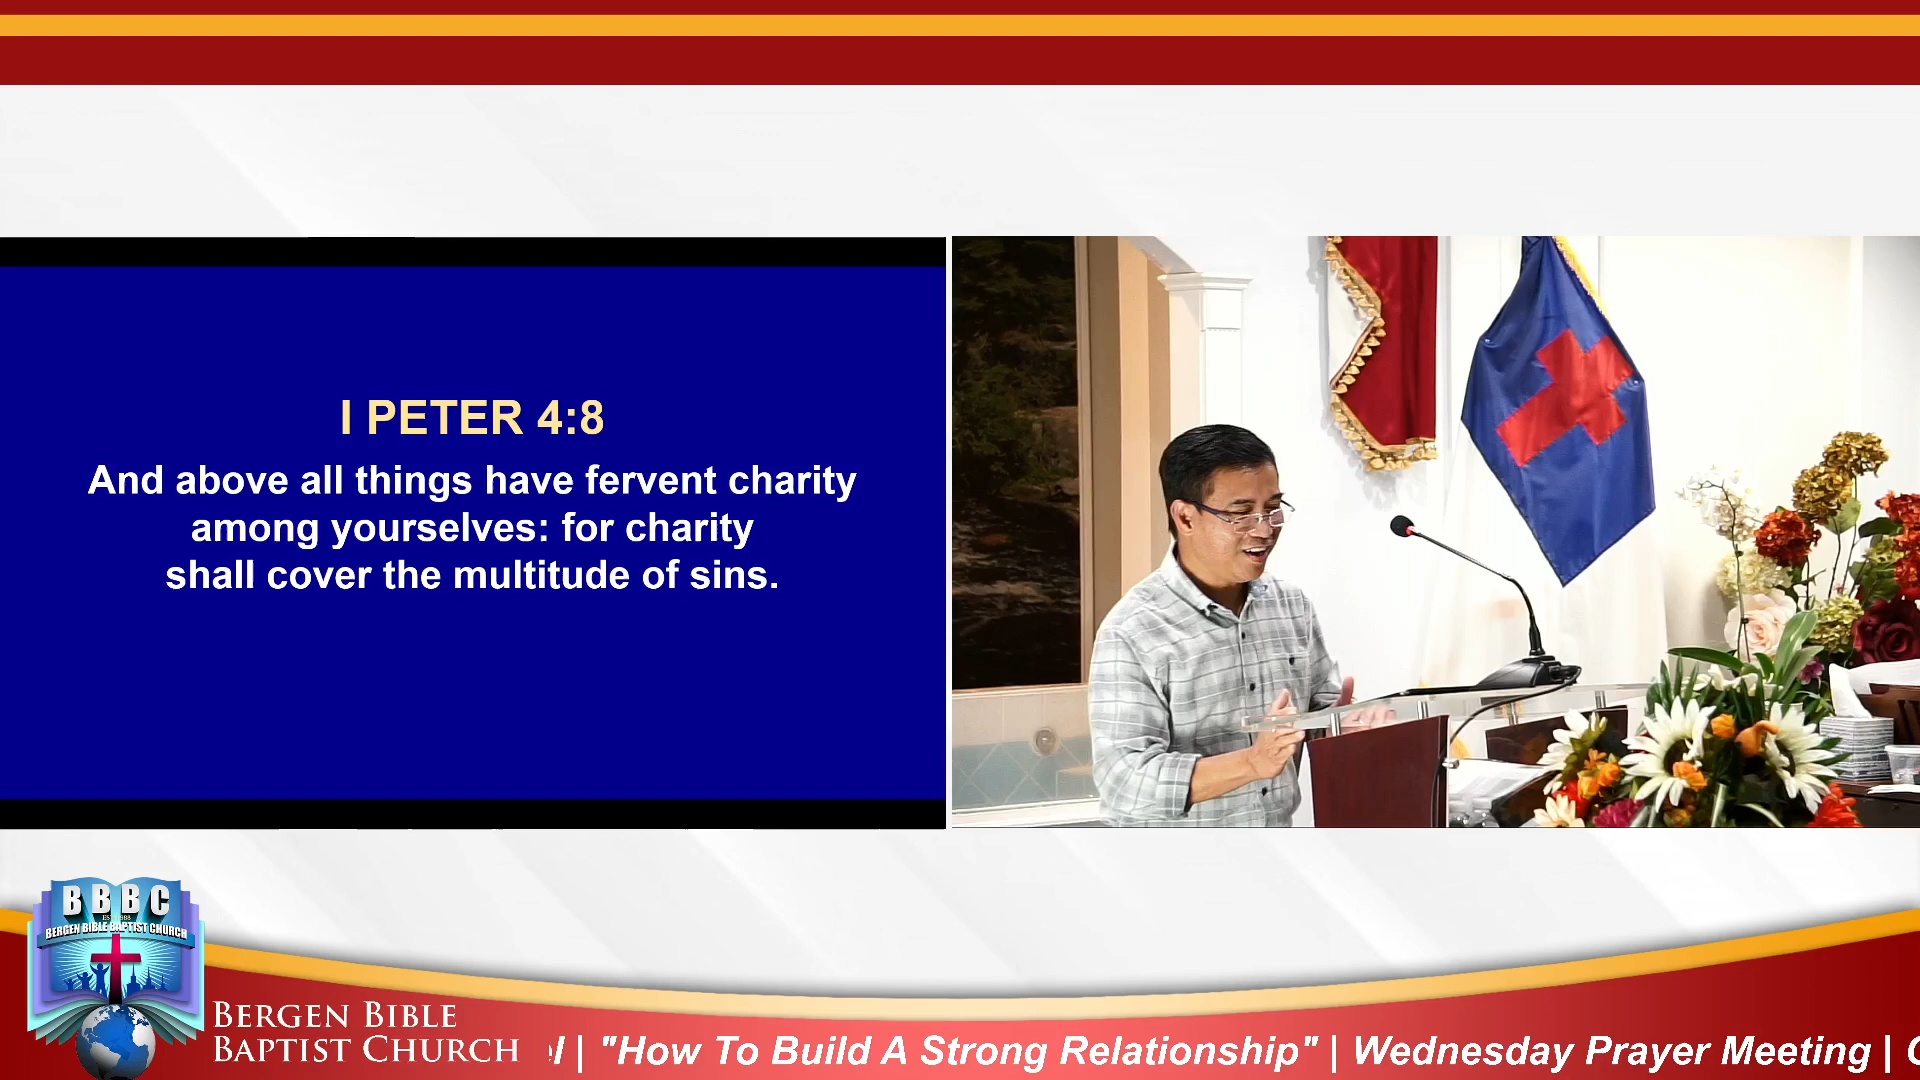 I PETER 4:8
And above all things have fervent charity
among yourselves: for charity
shall cover the multitude of sins.
B B B C
BERGEN BIBLE BAPTIST CHURCH
BERGEN BIBLE
BAPTIST CHURCH
| "How To Build A Strong Relationship" | Wednesday Prayer Meeting |